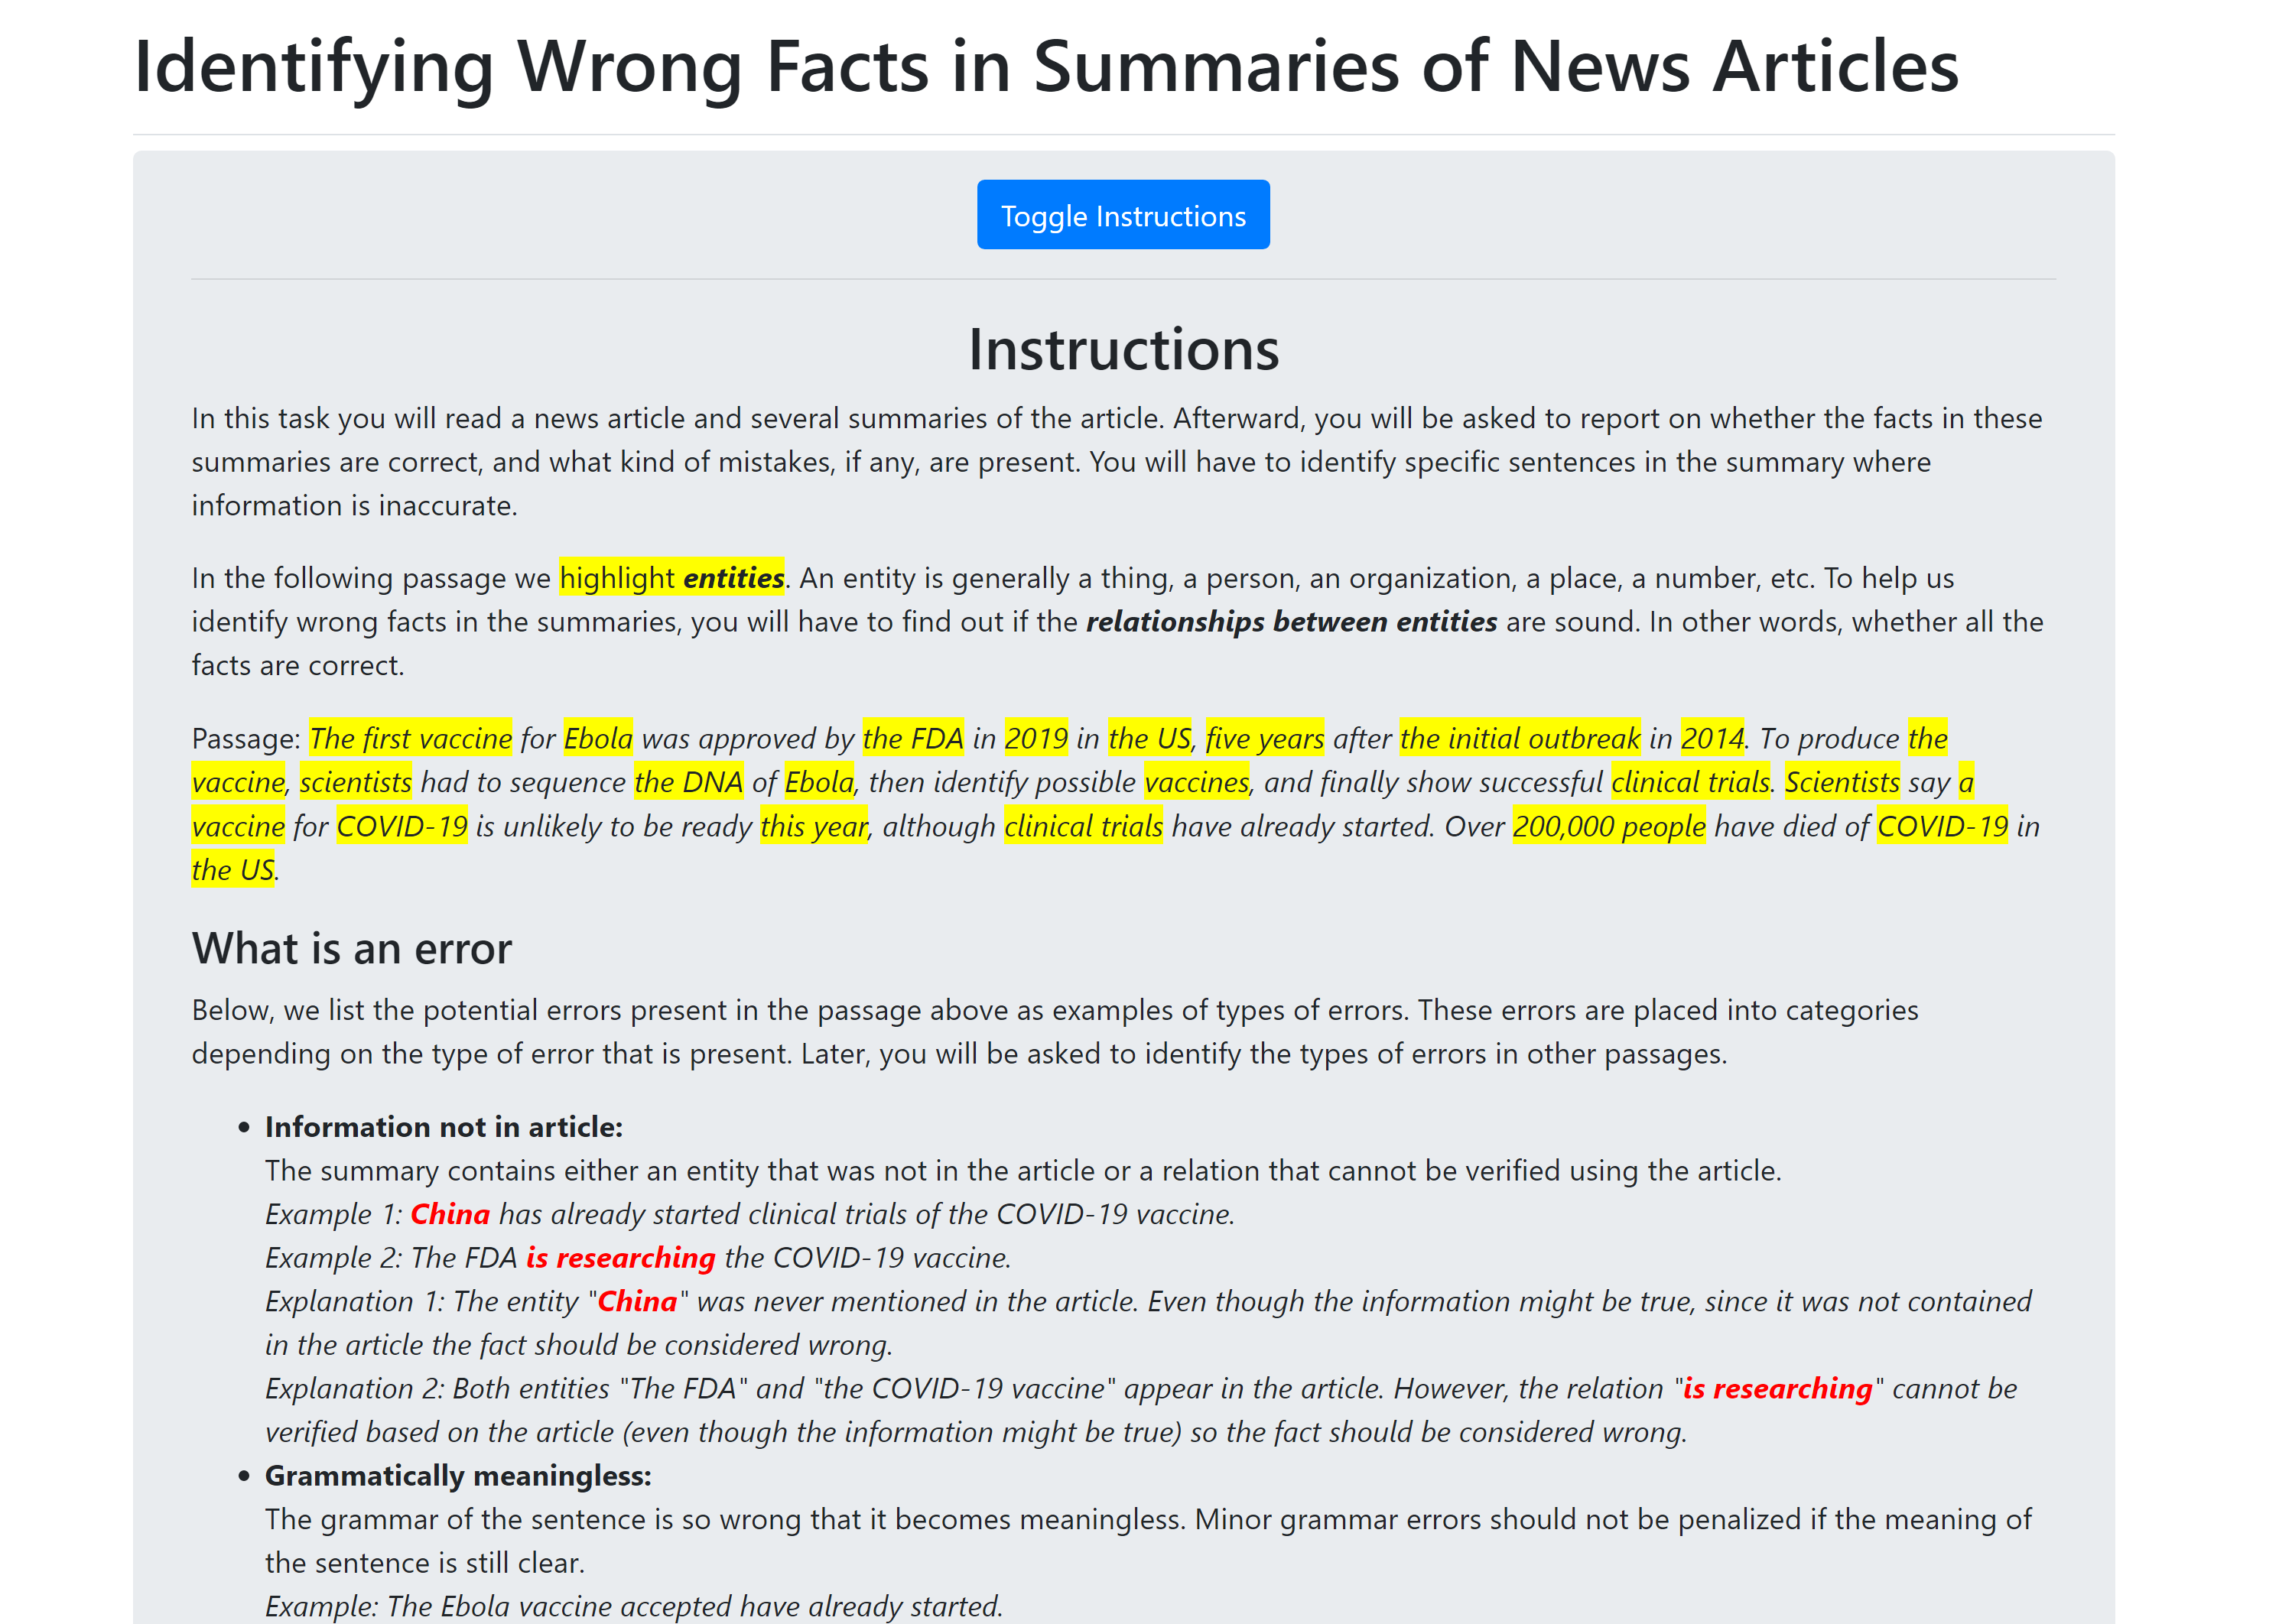 Identifying Wrong Facts in Summaries of News Articles
Toggle Instructions
Instructions
In this task you will read a news article and several summaries of the article. Afterward, you will be asked to report on whether the facts in these
summaries are correct, and what kind of mistakes, if any, are present. You will have to identify specific sentences in the summary where
information is inaccurate.
In the following passage we highlight entities. An entity is generally a thing, a person, an organization, a place, a number, etc. To help us
identify wrong facts in the summaries, you will have to find out if the relationships between entities are sound. In other words, whether all the
facts are correct.
Passage: The first vaccine for Ebola was approved by the FDA in 2019 in the US, five years after the initial outbreak in 2014. To produce the
vaccine, scientists had to sequence the DNA of Ebola, then identify possible vaccines, and finally show successful clinical trials. Scientists say a
vaccine for COVID-19 is unlikely to be ready this year, although clinical trials have already started. Over 200,000 people have died of COVID-19 in
the US.
What is an error
Below, we list the potential errors present in the passage above as examples of types of errors. These errors are placed into categories
depending on the type of error that is present. Later, you will be asked to identify the types of errors in other passages.
• Information not in article:
The summary contains either an entity that was not in the article or a relation that cannot be verified using the article.
Example 1: China has already started clinical trials of the COVID-19 vaccine.
Example 2: The FDA is researching the COVID-19 vaccine.
Explanation 1: The entity "China" was never mentioned in the article. Even though the information might be true, since it was not contained
in the article the fact should be considered wrong.
Explanation 2: Both entities "The FDA" and "the COVID-19 vaccine" appear in the article. However, the relation "is researching" cannot be
verified based on the article (even though the information might be true) so the fact should be considered wrong.
• Grammatically meaningless:
The grammar of the sentence is so wrong that it becomes meaningless. Minor grammar errors should not be penalized if the meaning of
the sentence is still clear.
Example: The Ebola vaccine accepted have already started.